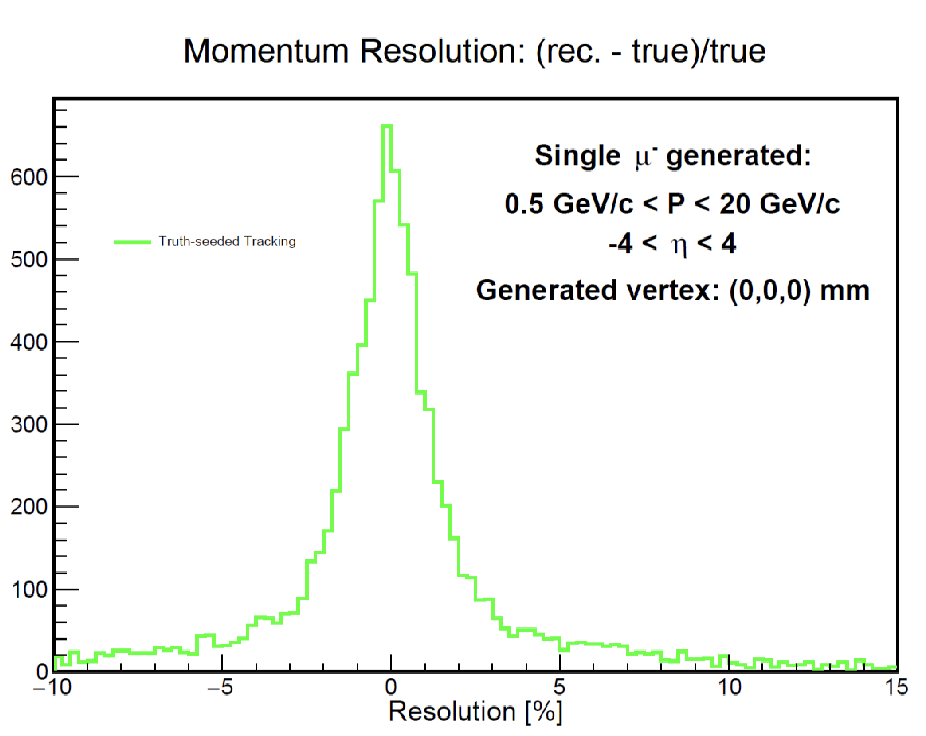 Momentum Resolution: (rec. - true)/true
Single μ⁻ generated:
0.5 GeV/c < P < 20 GeV/c
-4 < η < 4
Generated vertex: (0,0,0) mm
Truth-seeded Tracking
600
500
400
300
200
100
0
−10 −5 0 5 10 15
Resolution [%]